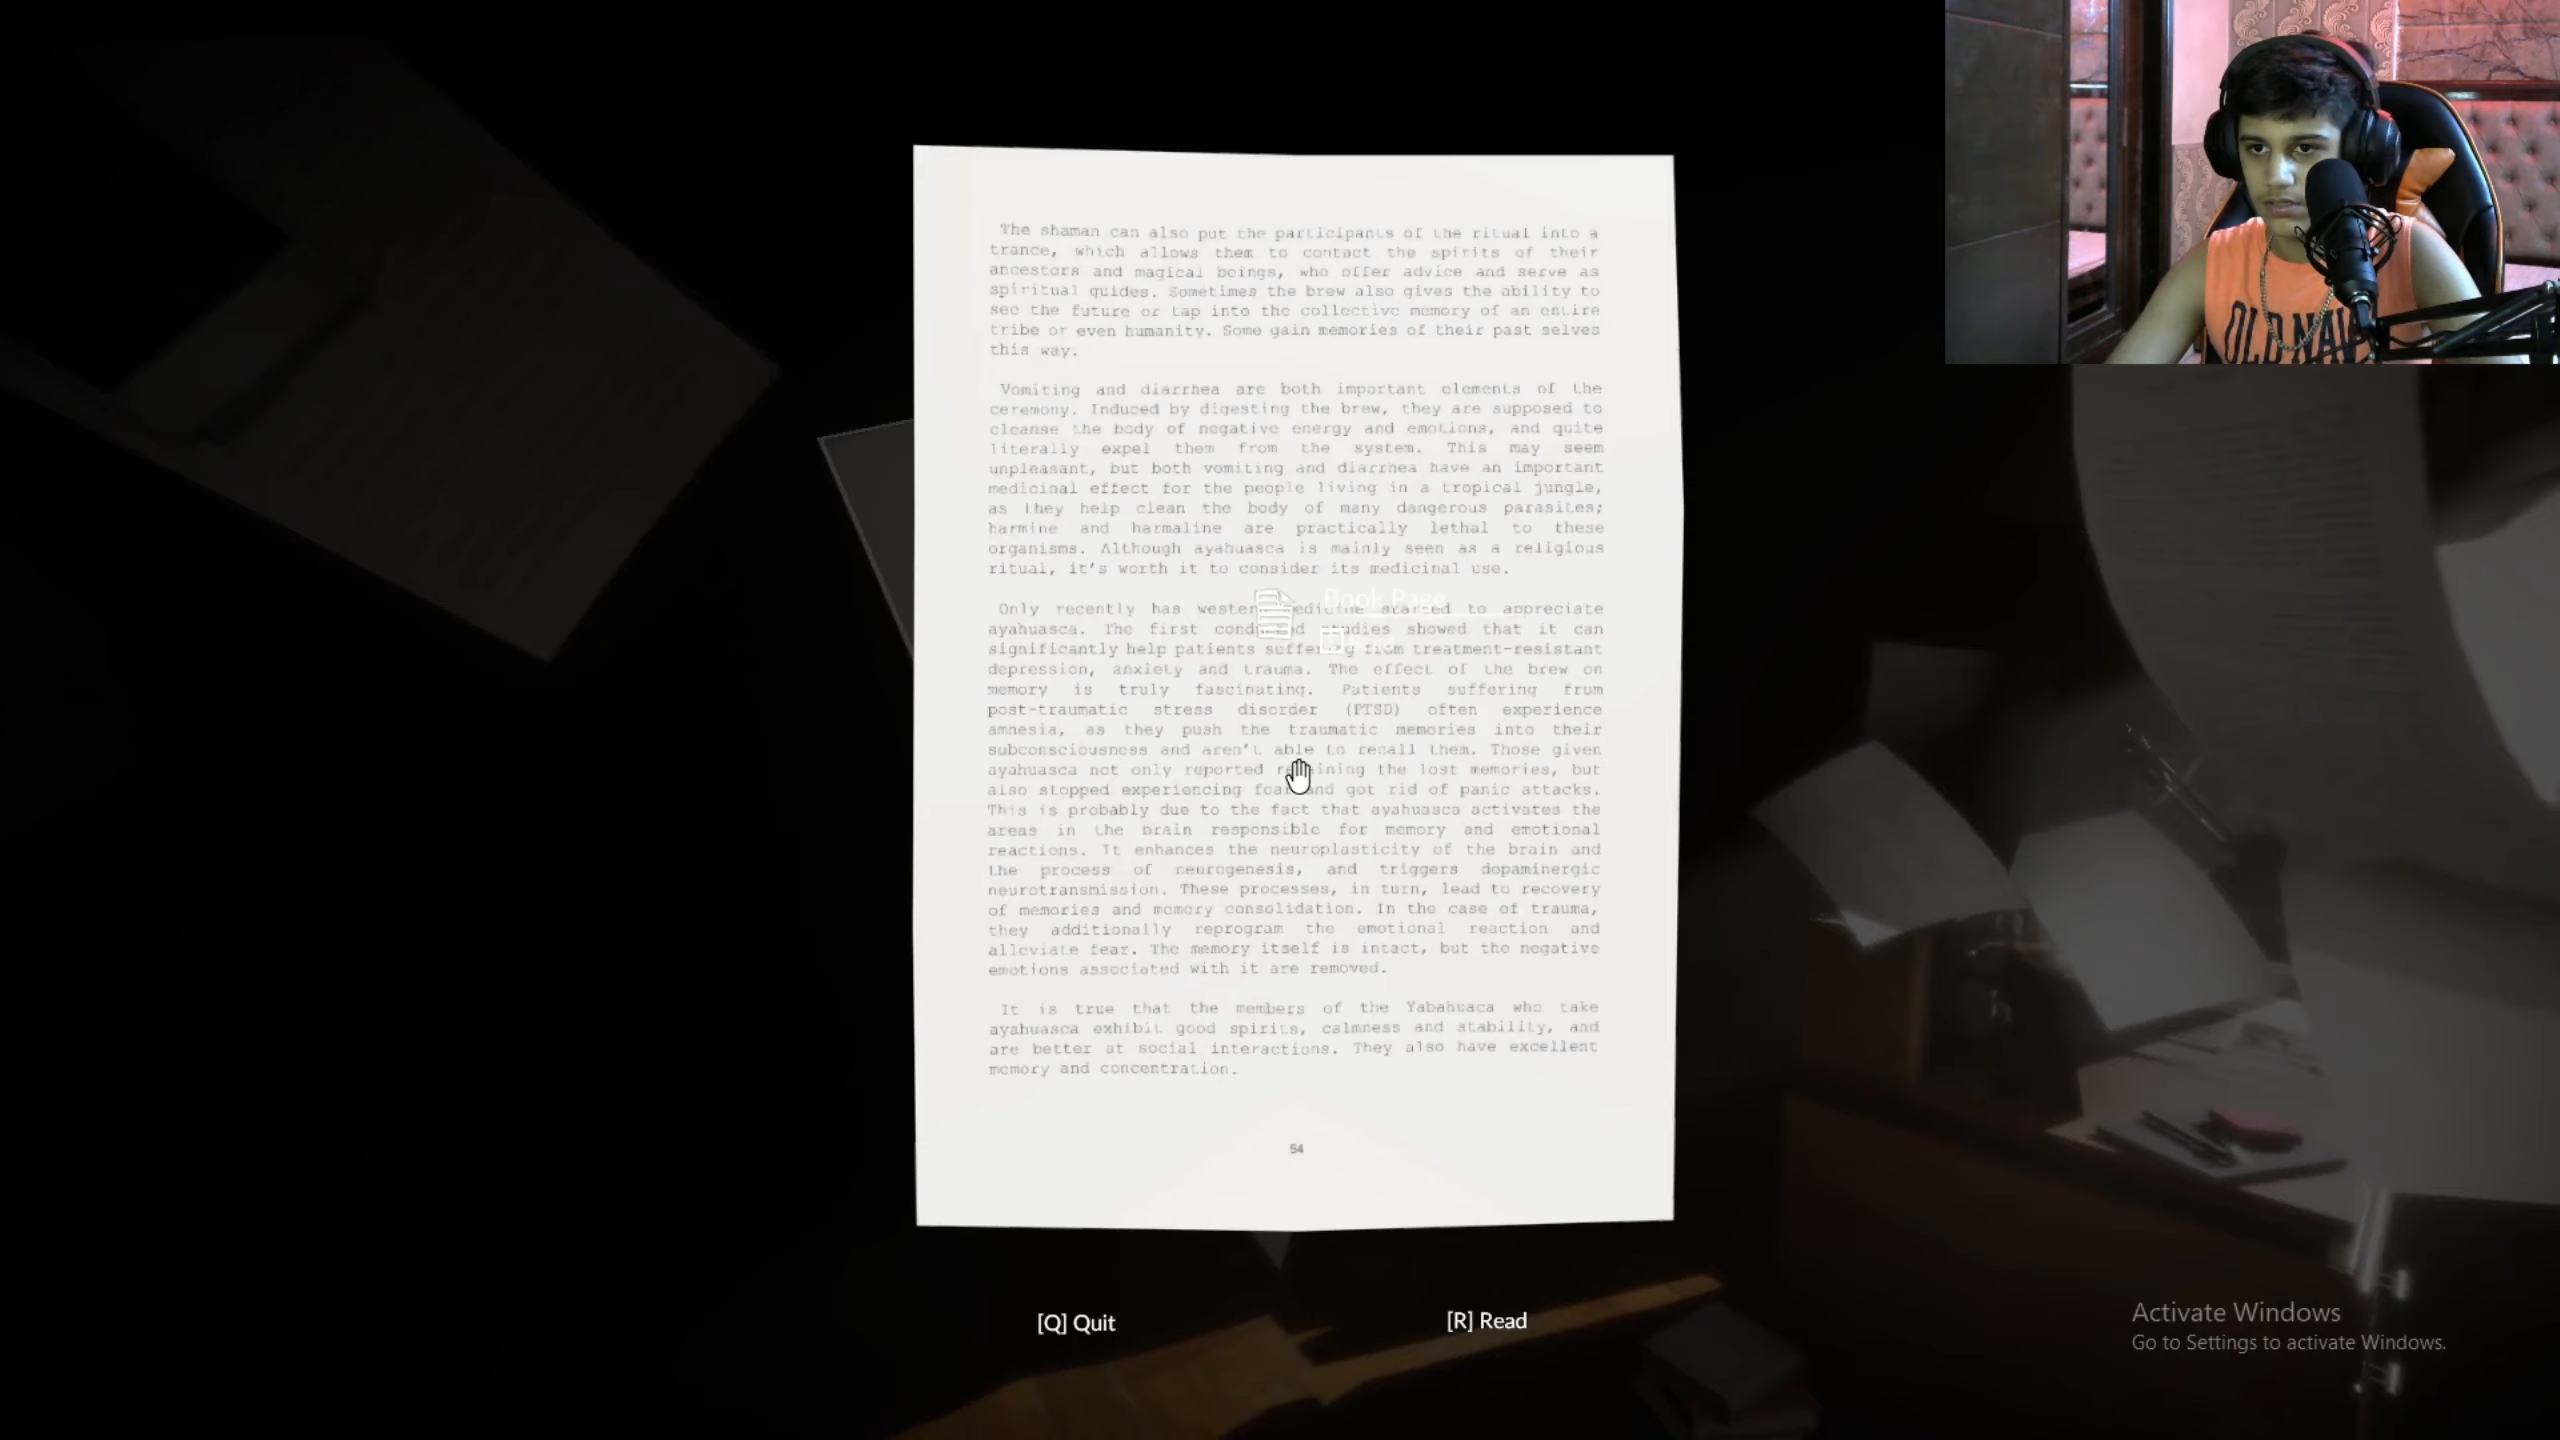 The shaman can also put the participants of the ritual into a
trance, which allows them to contact the spirits of their
ancestors and magical beings, who offer advice and serve as
spiritual guides. Sometimes the brew also gives the ability to
see the future or tap into the collective memory of an entire
tribe or even humanity. Some gain memories of their past selves
this way.
Vomiting and diarrhea are both important elements of the
ceremony. Induced by digesting the brew, they are supposed to
cleanse the body of negative energy and emotions, and quite
literally expel them from the system. This may seem
unpleasant, but both vomiting and diarrhea have an important
medicinal effect for the people living in a tropical jungle,
as they help clean the body of many dangerous parasites;
harmine and harmaline are practically lethal to these
organisms. Although ayahuasca is mainly seen as a religious
ritual, it's worth it to consider its medicinal use.
Book Page
Only recently has western medicine started to appreciate
ayahuasca. The first conducted studies showed that it can
significantly help patients suffering from treatment-resistant
depression, anxiety and trauma. The effect of the brew on
memory is truly fascinating. Patients suffering from
post-traumatic stress disorder (PTSD) often experience
amnesia, as they push the traumatic memories into their
subconsciousness and aren't able to recall them. Those given
ayahuasca not only reported regaining the lost memories, but
also stopped experiencing fear and got rid of panic attacks.
This is probably due to the fact that ayahuasca activates the
areas in the brain responsible for memory and emotional
reactions. It enhances the neuroplasticity of the brain and
the process of neurogenesis, and triggers dopaminergic
neurotransmission. These processes, in turn, lead to recovery
of memories and memory consolidation. In the case of trauma,
they additionally reprogram the emotional reaction and
alleviate fear. The memory itself is intact, but the negative
emotions associated with it are removed.
It is true that the members of the Yabahuaca who take
ayahuasca exhibit good spirits, calmness and stability, and
are better at social interactions. They also have excellent
memory and concentration.
54
[Q] Quit
[R] Read
OLD NAV
Activate Windows
Go to Settings to activate Windows.